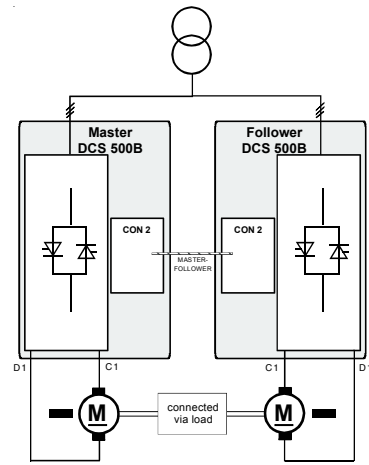 Master
DCS 500B
Follower
DCS 500B
CON 2
CON 2
MASTER-
FOLLOWER
D1
C1
C1
D1
M
connected
via load
M